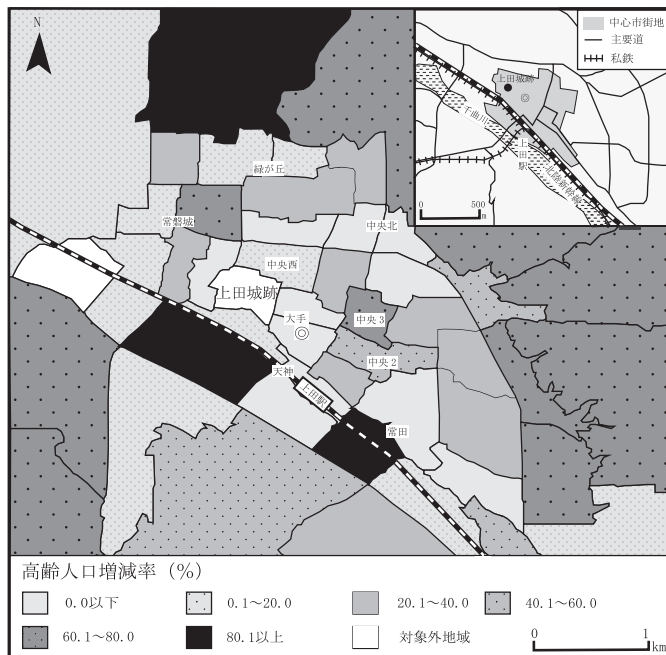 N
中心市街地
主要道
私鉄
上田城跡
千曲川
上田駅
北陸新幹線
0 500
m
緑が丘
常磐城
中央北
中央西
上田城跡
大手
中央3
中央2
天神
上田駅
常田
高齢人口増減率(%)
0.0以下 0.1~20.0 20.1~40.0 40.1~60.0
60.1~80.0 80.1以上 対象外地域
0 1
km